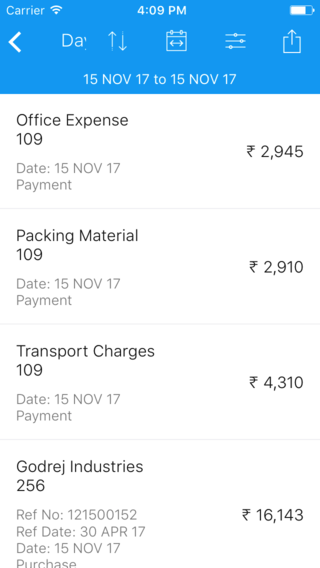 Carrier 4:09 PM
Day
15 NOV 17 to 15 NOV 17
Office Expense
109
₹ 2,945
Date: 15 NOV 17
Payment
Packing Material
109
₹ 2,910
Date: 15 NOV 17
Payment
Transport Charges
109
₹ 4,310
Date: 15 NOV 17
Payment
Godrej Industries
256
Ref No: 121500152
₹ 16,143
Ref Date: 30 APR 17
Date: 15 NOV 17
Purchase